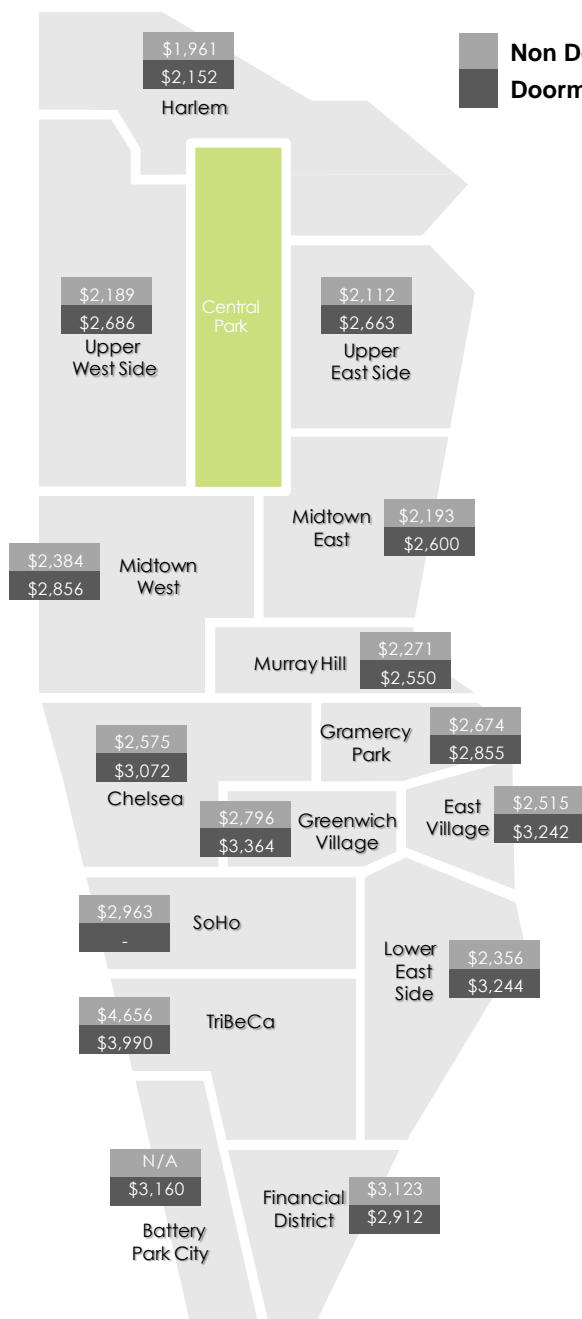 $1,961
$2,152
Harlem
Non
$2,189
$2,686
Upper
West Side
Central
Park
$2,112
$2,663
Upper
East Side
Midtown
East
$2,193
$2,600
$2,384
$2,856
Midtown
West
Murray Hill
$2,271
$2,550
$2,575
$3,072
Chelsea
Gramercy
Park
$2,674
$2,855
$2,796
$3,364
Greenwich
Village
East
Village
$2,515
$3,242
$2,963
-
SoHo
Lower
East
Side
$2,356
$3,244
$4,656
$3,990
TriBeCa
N/A
$3,160
Battery
Park City
Financial
District
$3,123
$2,912